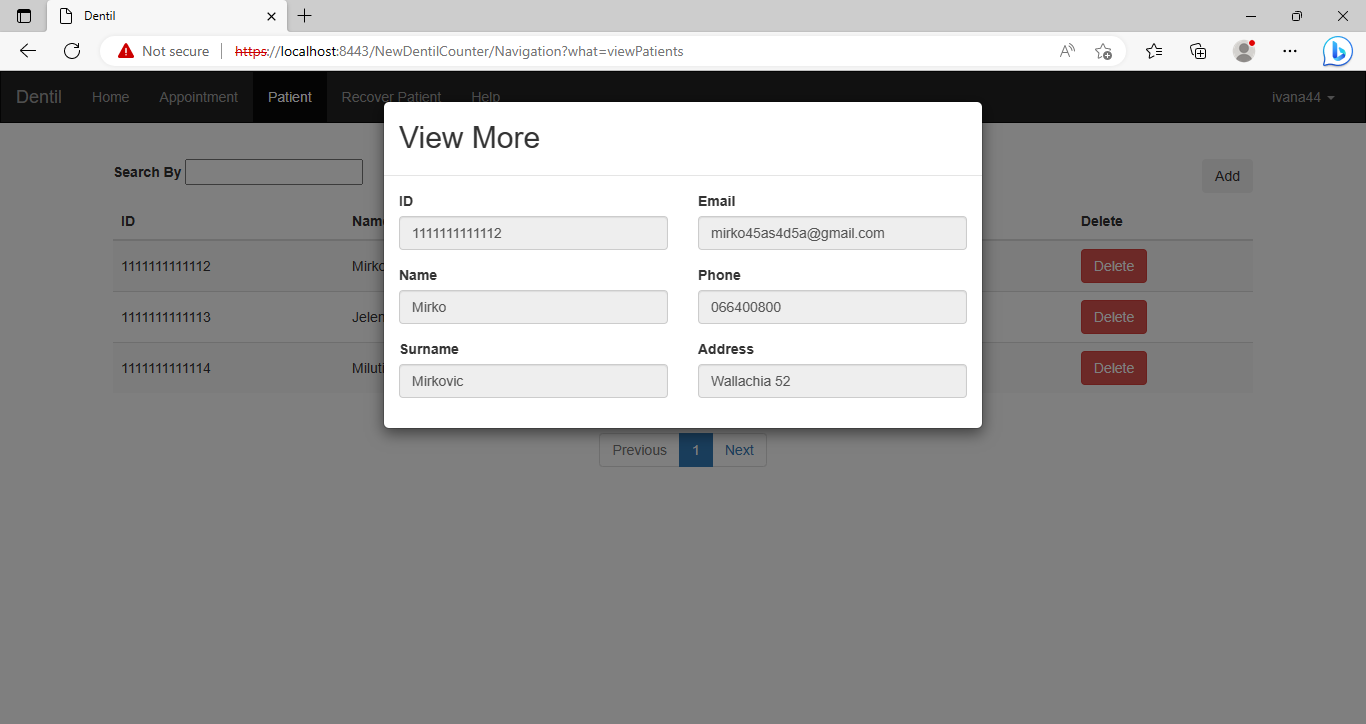 Dentil
Not secure https://localhost:8443/NewDentilCounter/Navigation?what=viewPatients
Dentil Home Appointment Patient Recover Patient Help ivana44
View More
Search By
Add
ID Email
ID Name Delete
1111111111112 mirko45as4d5a@gmail.com
1111111111112 Mirko Delete
Name Phone
Mirko 066400800
1111111111113 Jelen Delete
Surname Address
1111111111114 Miluti Delete
Mirkovic Wallachia 52
Previous 1 Next